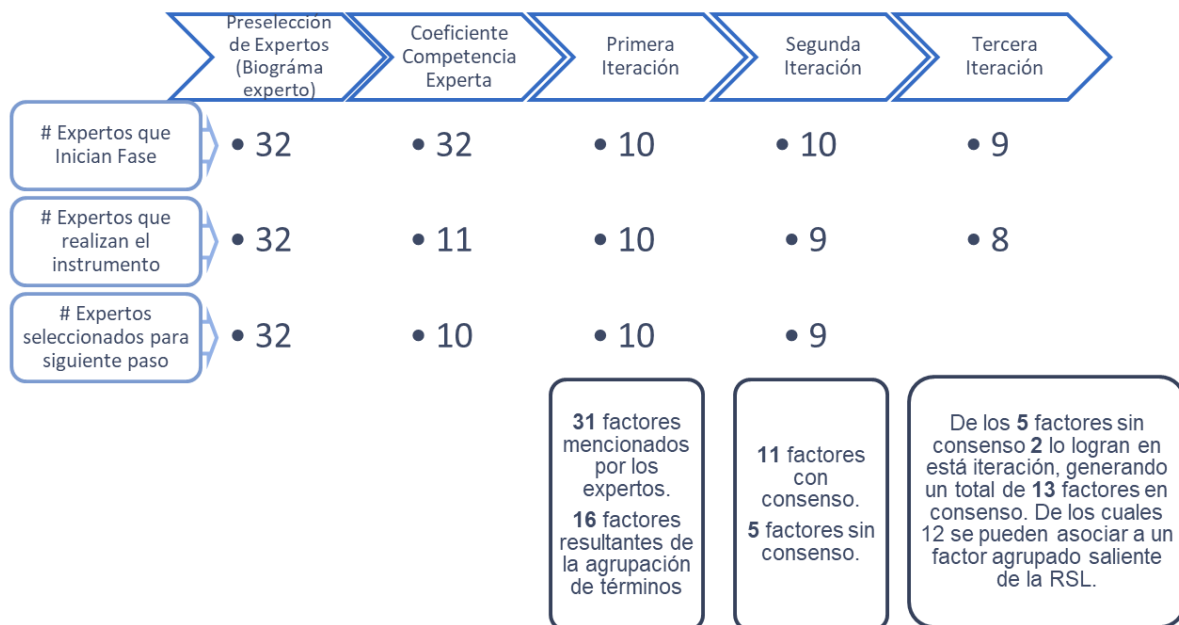 Preselección
de Expertos
(Biográma
experto)
Coeficiente
Competencia
Experta
Primera
Iteración
Segunda
Iteración
Tercera
Iteración
# Expertos que
Inician Fase
• 32
• 32
• 10
• 10
• 9
# Expertos que
realizan el
instrumento
• 32
• 11
• 10
• 9
• 8
# Expertos
seleccionados para
siguiente paso
• 32
• 10
• 10
• 9
31 factores
mencionados
por los
expertos.
16 factores
resultantes de
la agrupación
de términos
11 factores
con
consenso.
5 factores sin
consenso.
De los 5 factores sin
consenso 2 lo logran en
está iteración, generando
un total de 13 factores en
consenso. De los cuales
12 se pueden asociar a un
factor agrupado saliente
de la RSL.